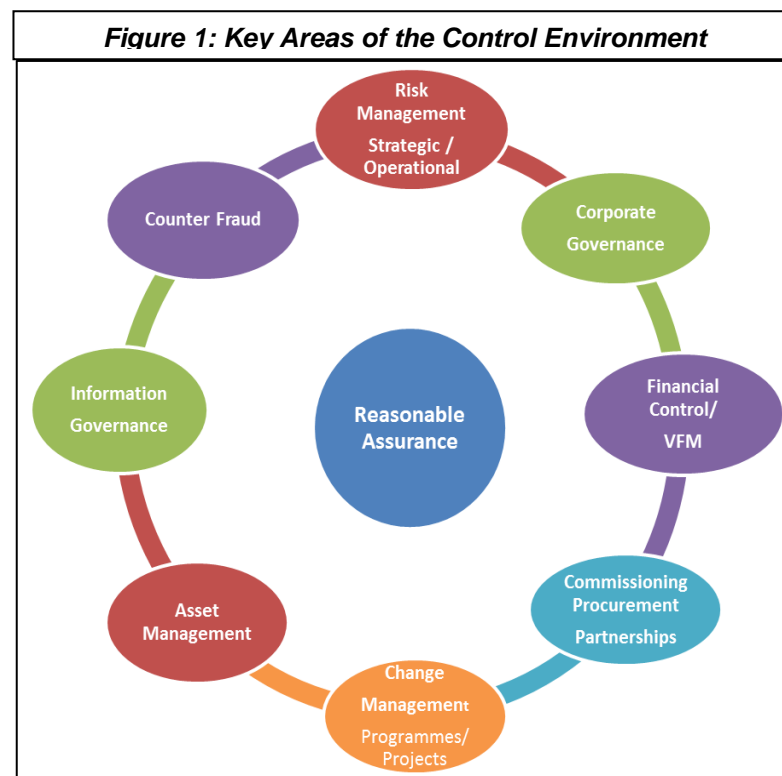 Figure 1: Key Areas of the Control Environment
Risk
Management
Strategic /
Operational
Corporate
Governance
Financial
Control/
VFM
Commissioning
Procurement
Partnerships
Change
Management
Programmes/
Projects
Asset
Management
Information
Governance
Counter Fraud
Reasonable
Assurance